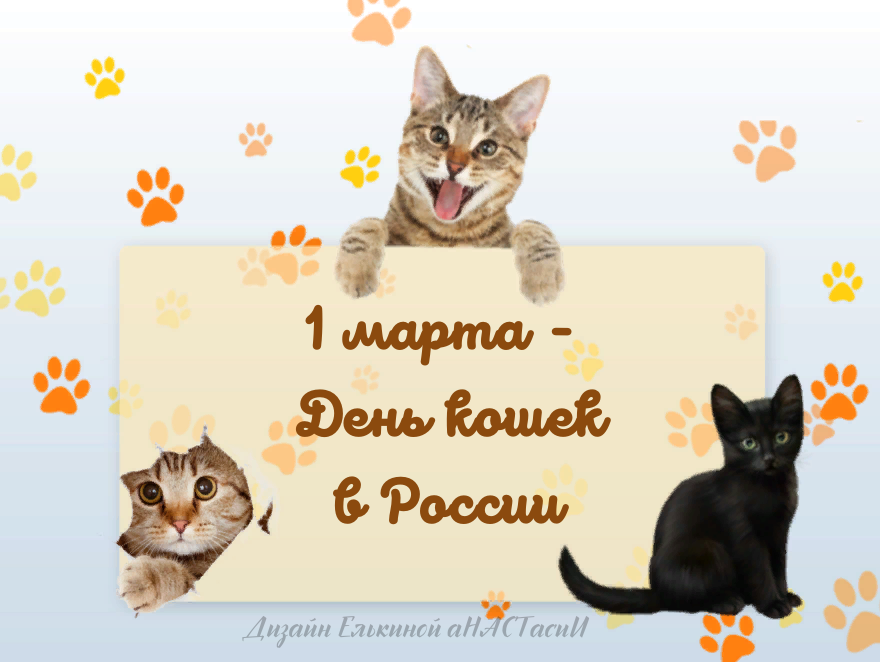 1 марта -
День кошек
в России
Дизайн Елькиной аНАСТасиИ